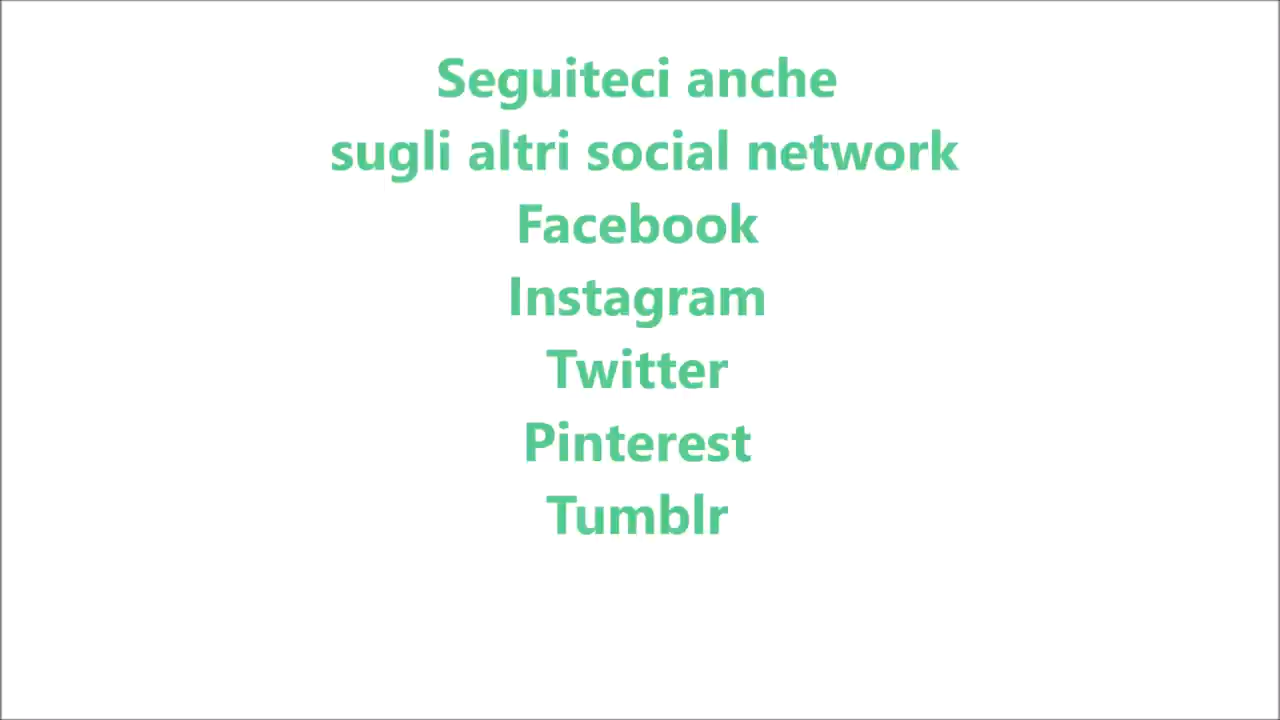 Seguiteci anche
sugli altri social network
Facebook
Instagram
Twitter
Pinterest
Tumblr